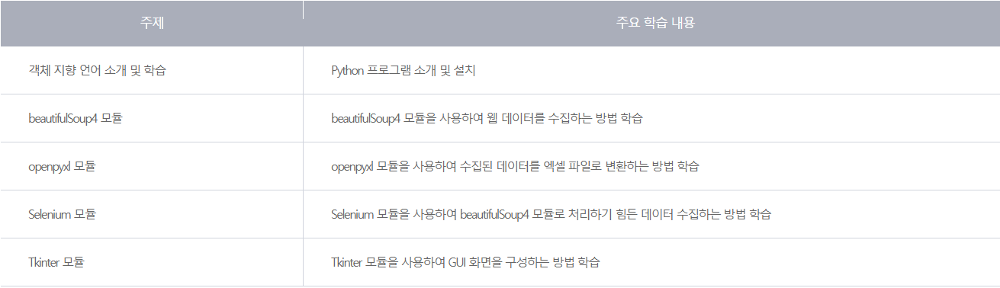 주제 주요 학습 내용
객체 지향 언어 소개 및 학습 Python 프로그램 소개 및 설치
beautifulSoup4 모듈 beautifulSoup4 모듈을 사용하여 웹 데이터를 수집하는 방법 학습
openpyxl 모듈 openpyxl 모듈을 사용하여 수집된 데이터를 엑셀 파일로 변환하는 방법 학습
Selenium 모듈 Selenium 모듈을 사용하여 beautifulSoup4 모듈로 처리하기 힘든 데이터 수집하는 방법 학습
Tkinter 모듈 Tkinter 모듈을 사용하여 GUI 화면을 구성하는 방법 학습